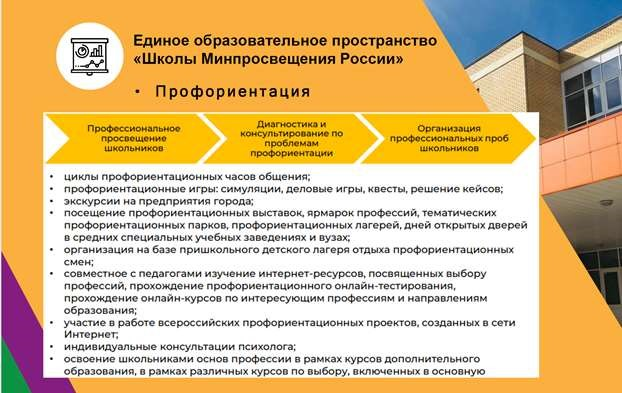 Единое образовательное пространство
«Школы Минпросвещения России»
• Профориентация
Профессиональное
просвещение
школьников
Диагностика и
консультирование по
проблемам
профориентации
Организация
профессиональных проб
школьников
• циклы профориентационных часов общения;
• профориентационные игры: симуляции, деловые игры, квесты, решение кейсов;
• экскурсии на предприятия города;
• посещение профориентационных выставок, ярмарок профессий, тематических
профориентационных парков, профориентационных лагерей, дней открытых дверей
в средних специальных учебных заведениях и вузах;
• организация на базе пришкольного детского лагеря отдыха профориентационных
смен;
• совместное с педагогами изучение интернет-ресурсов, посвященных выбору
профессий, прохождение профориентационного онлайн-тестирования,
прохождение онлайн-курсов по интересующим профессиям и направлениям
образования;
• участие в работе всероссийских профориентационных проектов, созданных в сети
Интернет;
• индивидуальные консультации психолога;
• освоение школьниками основ профессии в рамках курсов дополнительного
образования, в рамках различных курсов по выбору, включенных в основную